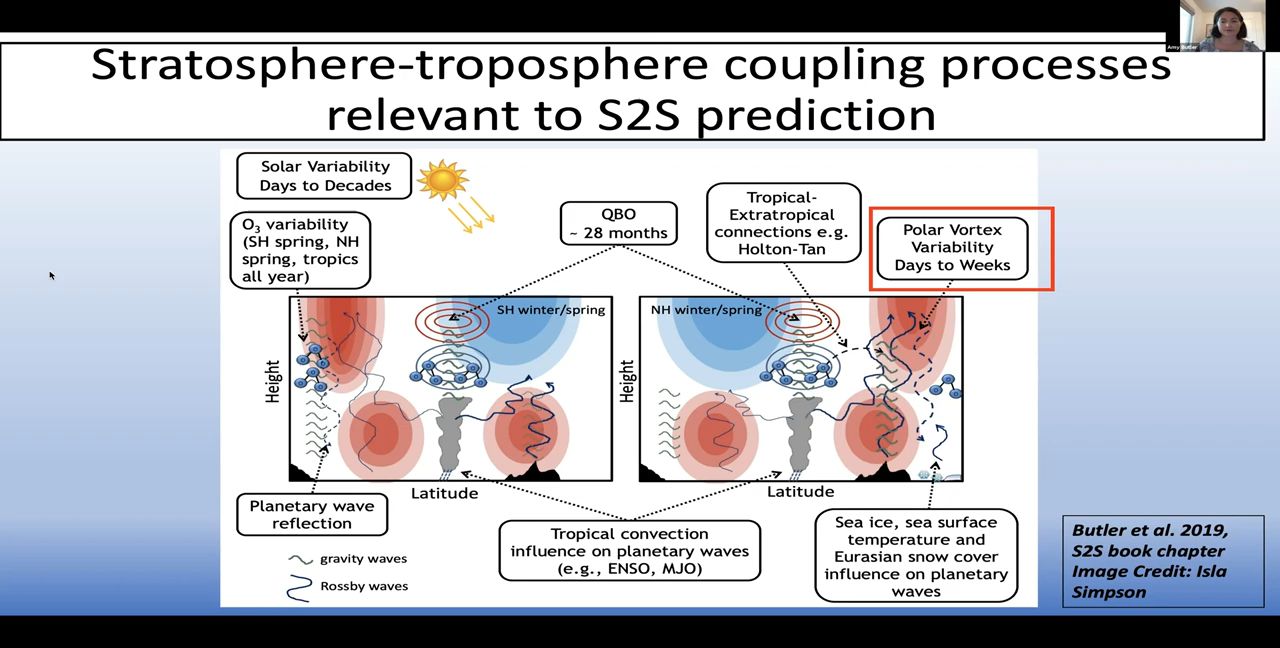 Amy Butler
Stratosphere-troposphere coupling processes
relevant to S2S prediction
Solar Variability
Days to Decades
O₃ variability
(SH spring, NH
spring, tropics
all year)
QBO
~ 28 months
Tropical-
Extratropical
connections e.g.
Holton-Tan
Polar Vortex
Variability
Days to Weeks
SH winter/spring
NH winter/spring
Height
Height
Latitude
Latitude
Planetary wave
reflection
gravity waves
Rossby waves
Tropical convection
influence on planetary waves
(e.g., ENSO, MJO)
Sea ice, sea surface
temperature and
Eurasian snow cover
influence on planetary
waves
Butler et al. 2019,
S2S book chapter
Image Credit: Isla
Simpson